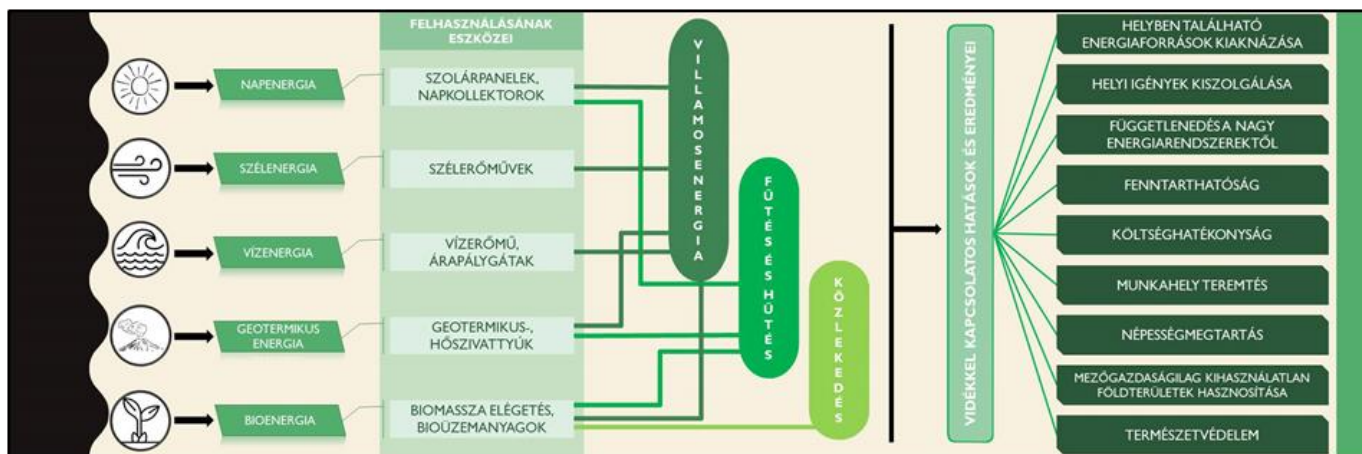 FELHASZNÁLÁSÁNAK
ESZKÖZEI
NAPENERGIA
SZOLÁRPANELEK,
NAPKOLLEKTOROK
SZÉLENERGIA
SZÉLERŐMŰVEK
VÍZENERGIA
VÍZERŐMŰ,
ÁRAPÁLYGÁTAK
GEOTERMIKUS
ENERGIA
GEOTERMIKUS-,
HŐSZIVATTYÚK
BIOENERGIA
BIOMASSZA ELÉGETÉS,
BIOÜZEMANYAGOK
VILLAMOSENERGIA
FŰTÉS ÉS HŰTÉS
KÖZLEKEDÉS
VIDÉKKEL KAPCSOLATOS HATÁSOK ÉS EREDMÉNYEI
HELYBEN TALÁLHATÓ
ENERGIAFORRÁSOK KIAKNÁZÁSA
HELYI IGÉNYEK KISZOLGÁLÁSA
FÜGGETLENEDÉS A NAGY
ENERGIARENDSZEREKTŐL
FENNTARTHATÓSÁG
KÖLTSÉGHATÉKONYSÁG
MUNKAHELY TEREMTÉS
NÉPESSÉGMEGTARTÁS
MEZŐGAZDASÁGILAG KIHASZNÁLATLAN
FÖLDTERÜLETEK HASZNOSÍTÁSA
TERMÉSZETVÉDELEM